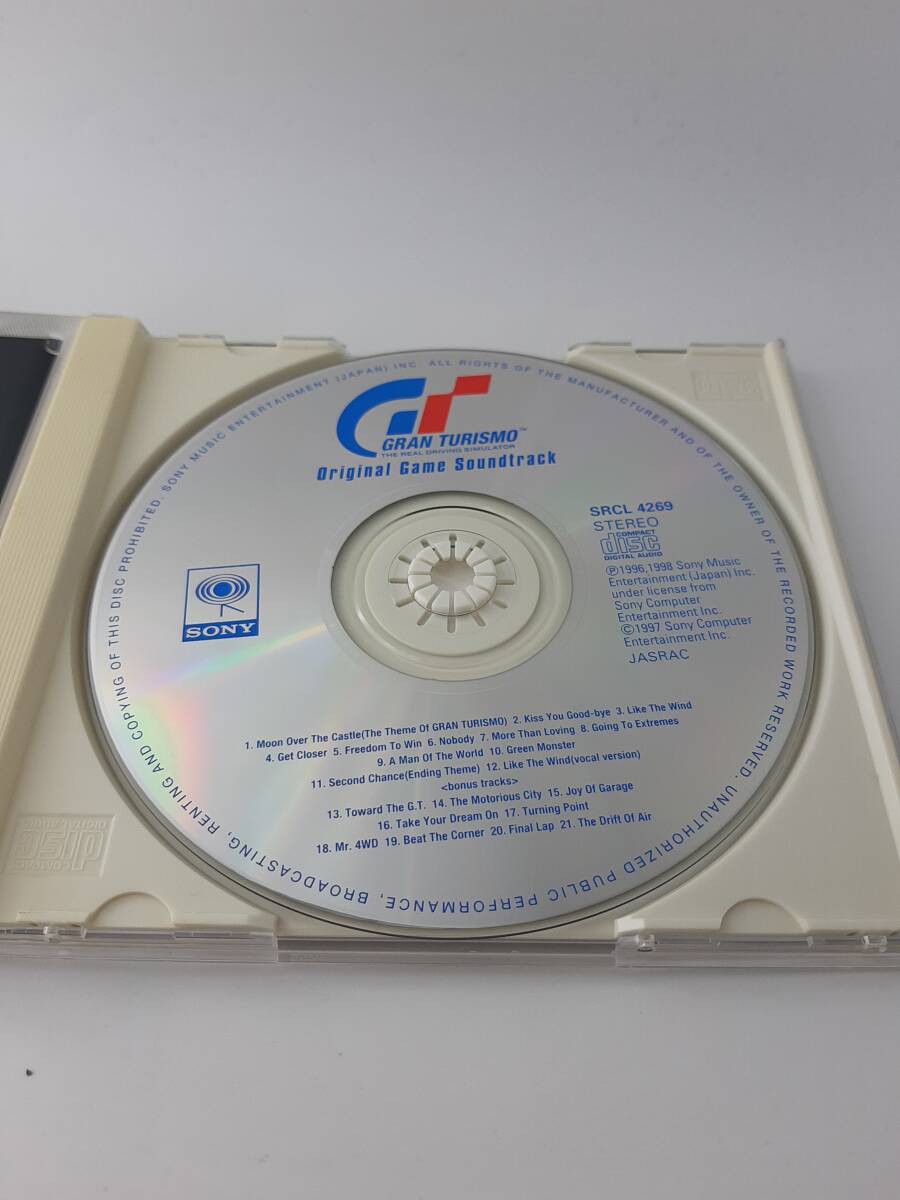 GT
GRAN TURISMO™
THE REAL DRIVING SIMULATOR
Original Game Soundtrack
SRCL 4269
STEREO
COMPACT
disc
DIGITAL AUDIO
Ⓟ1996,1998 Sony Music
Entertainment (Japan) Inc.
under license from
Sony Computer
Entertainment Inc.
©1997 Sony Computer
Entertainment Inc.
JASRAC
SONY
1. Moon Over The Castle(The Theme Of GRAN TURISMO) 2. Kiss You Good-bye 3. Like The Wind
4. Get Closer 5. Freedom To Win 6. Nobody 7. More Than Loving 8. Going To Extremes
9. A Man Of The World 10. Green Monster
11. Second Chance(Ending Theme) 12. Like The Wind(vocal version)
<bonus tracks>
13. Toward The G.T. 14. The Motorious City 15. Joy Of Garage
16. Take Your Dream On 17. Turning Point
18. Mr. 4WD 19. Beat The Corner 20. Final Lap 21. The Drift Of Air
SONY MUSIC ENTERTAINMENT (JAPAN) INC. ALL RIGHTS OF THE MANUFACTURER AND OF THE OWNER OF THE RECORDED WORK RESERVED. UNAUTHORIZED PUBLIC PERFORMANCE, BROADCASTING, RENTING AND COPYING OF THIS DISC PROHIBITED.